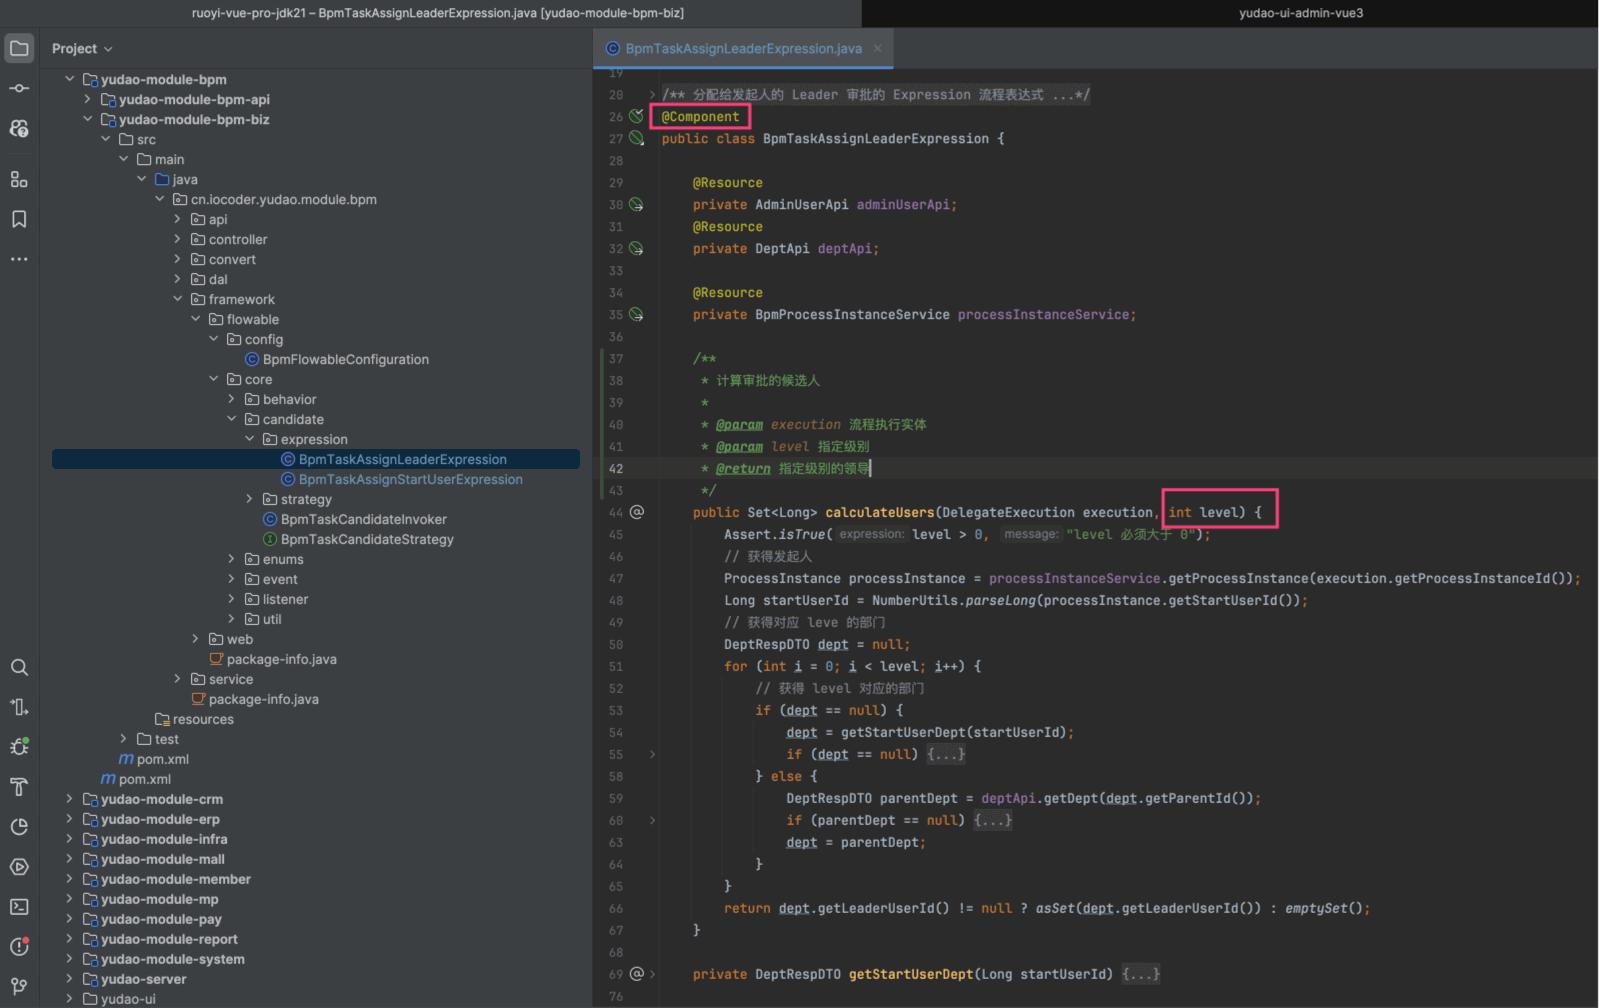 ruoyi-vue-pro-jdk21 – BpmTaskAssignLeaderExpression.java [yudao-module-bpm-biz]
yudao-ui-admin-vue3
Project
BpmTaskAssignLeaderExpression.java
yudao-module-bpm
yudao-module-bpm-api
yudao-module-bpm-biz
src
main
java
cn.iocoder.yudao.module.bpm
api
controller
convert
dal
framework
flowable
config
BpmFlowableConfiguration
core
behavior
candidate
expression
BpmTaskAssignLeaderExpression
BpmTaskAssignStartUserExpression
strategy
BpmTaskCandidateInvoker
BpmTaskCandidateStrategy
enums
event
listener
util
web
package-info.java
service
package-info.java
resources
test
pom.xml
pom.xml
yudao-module-crm
yudao-module-erp
yudao-module-infra
yudao-module-mall
yudao-module-member
yudao-module-mp
yudao-module-pay
yudao-module-report
yudao-module-system
yudao-server
yudao-ui
19
20 /** 分配给发起人的 Leader 审批的 Expression 流程表达式 ...*/
26 @Component
27 public class BpmTaskAssignLeaderExpression {
28
29 @Resource
30 private AdminUserApi adminUserApi;
31 @Resource
32 private DeptApi deptApi;
33
34 @Resource
35 private BpmProcessInstanceService processInstanceService;
36
37 /**
38 * 计算审批的候选人
39 *
40 * @param execution 流程执行实体
41 * @param level 指定级别
42 * @return 指定级别的领导
43 */
44 public Set<Long> calculateUsers(DelegateExecution execution, int level) {
45 Assert.isTrue( expression: level > 0, message: "level 必须大于 0");
46 // 获得发起人
47 ProcessInstance processInstance = processInstanceService.getProcessInstance(execution.getProcessInstanceId());
48 Long startUserId = NumberUtils.parseLong(processInstance.getStartUserId());
49 // 获得对应 leve 的部门
50 DeptRespDTO dept = null;
51 for (int i = 0; i < level; i++) {
52 // 获得 level 对应的部门
53 if (dept == null) {
54 dept = getStartUserDept(startUserId);
55 if (dept == null) {...}
58 } else {
59 DeptRespDTO parentDept = deptApi.getDept(dept.getParentId());
60 if (parentDept == null) {...}
63 dept = parentDept;
64 }
65 }
66 return dept.getLeaderUserId() != null ? asSet(dept.getLeaderUserId()) : emptySet();
67 }
68
69 private DeptRespDTO getStartUserDept(Long startUserId) {...}
76